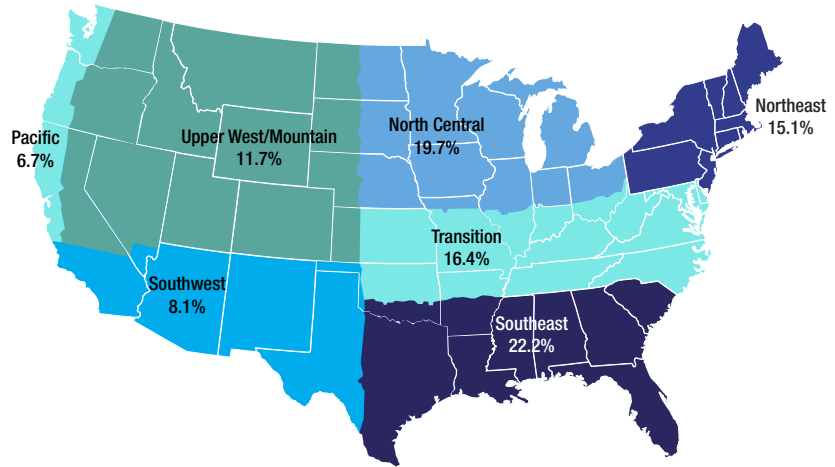 Northeast
15.1%
Pacific
6.7%
Upper West/Mountain
11.7%
North Central
19.7%
Transition
16.4%
Southwest
8.1%
Southeast
22.2%